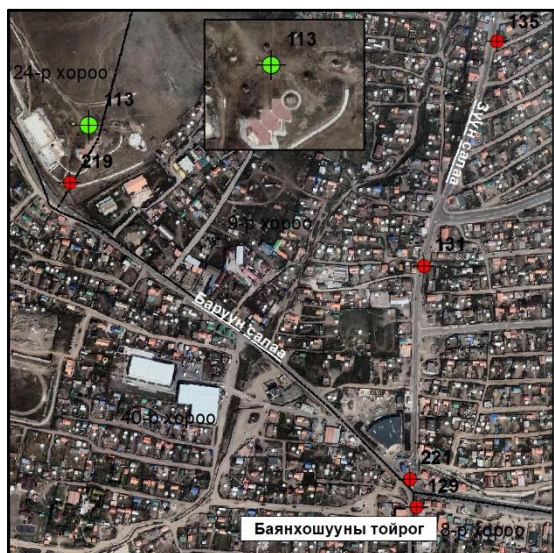 135
113
24-р хороо
113
Зүүн салаа
219
9-р хороо
131
Баруун салаа
40-р хороо
221
129
Баянхошууны тойрог
8-р хороо